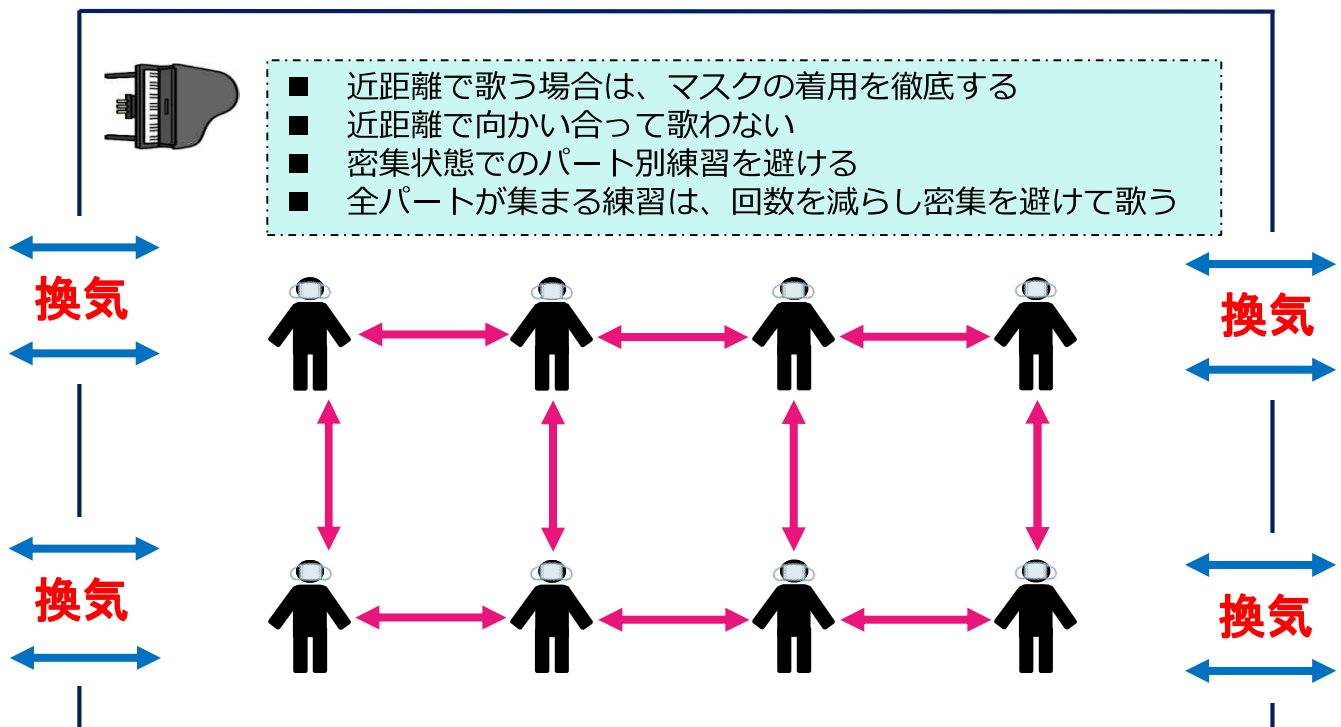 ■ 近距離で歌う場合は、マスクの着用を徹底する
■ 近距離で向かい合って歌わない
■ 密集状態でのパート別練習を避ける
■ 全パートが集まる練習は、回数を減らし密集を避けて歌う
換気
換気
換気
換気